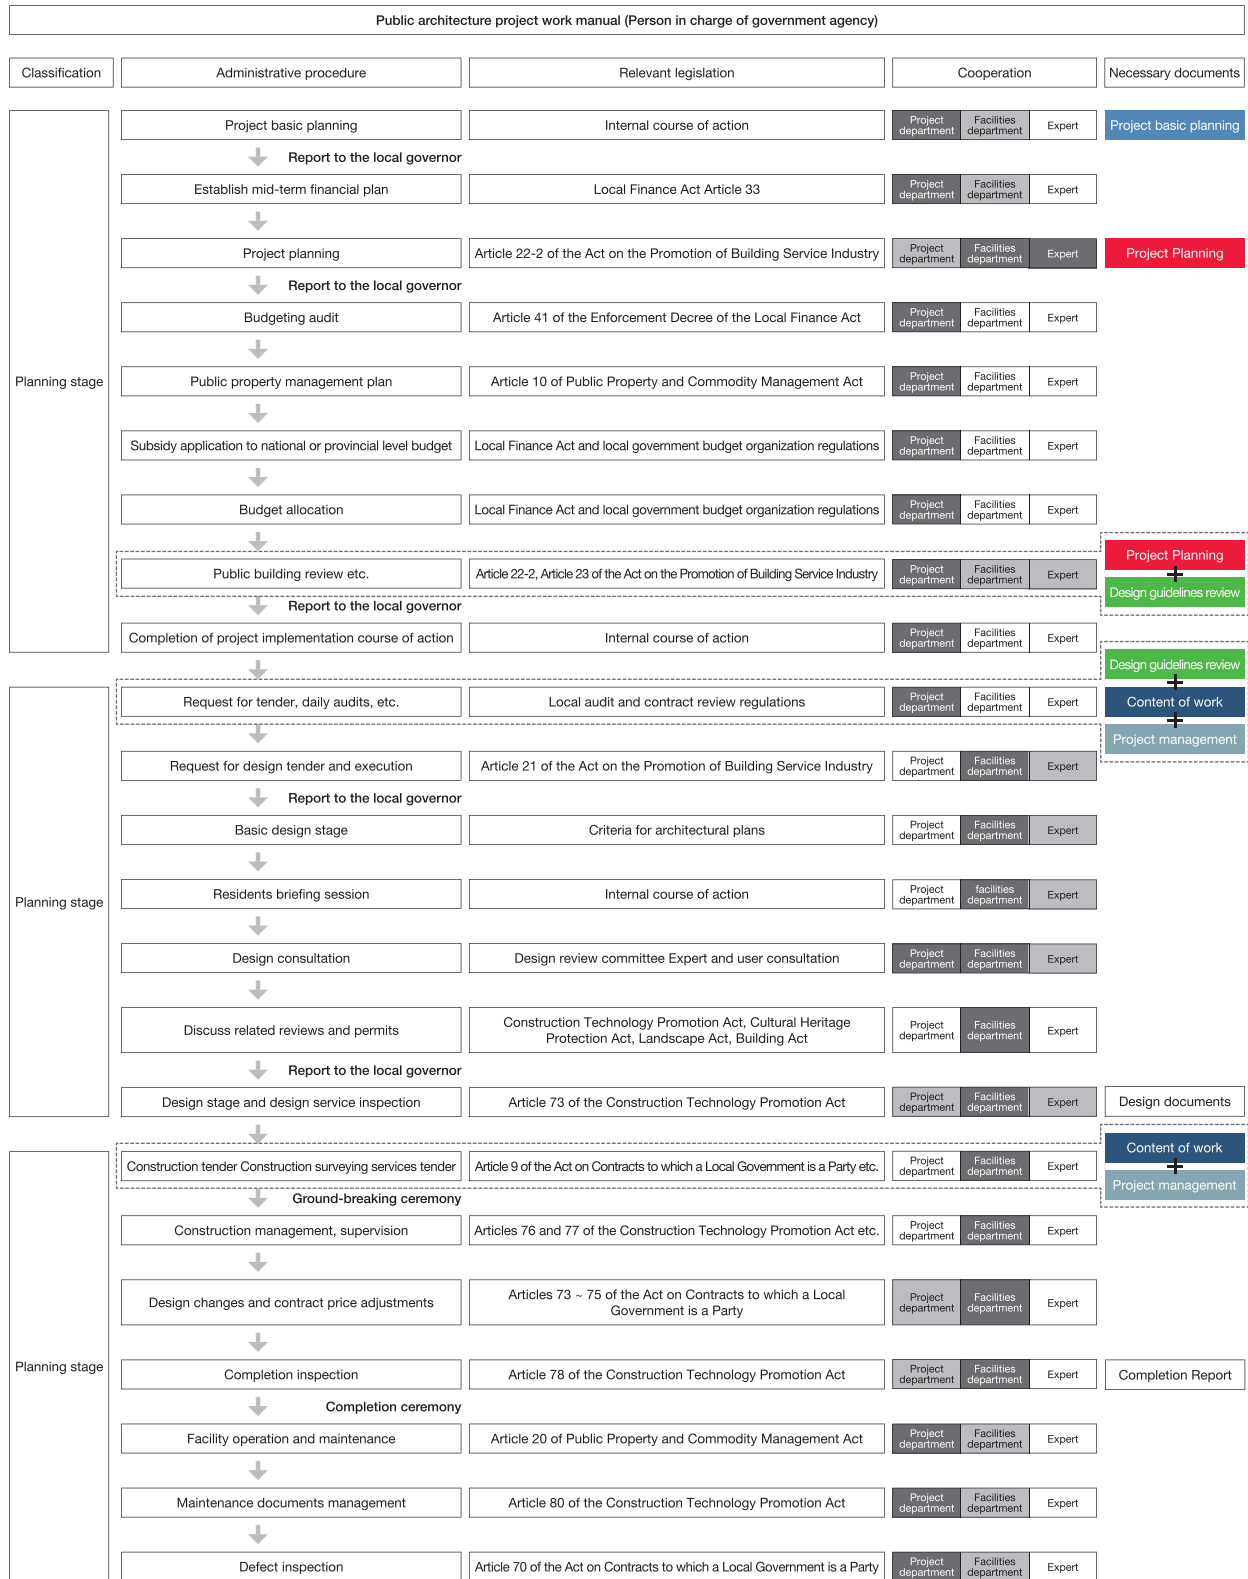 Public architecture project work manual (Person in charge of government agency)
Classification
Administrative procedure
Relevant legislation
Cooperation
Necessary documents
Planning stage
Project basic planning
Internal course of action
Project
department
Facilities
department
Expert
Project basic planning
Report to the local governor
Establish mid-term financial plan
Local Finance Act Article 33
Project
department
Facilities
department
Expert
Project planning
Article 22-2 of the Act on the Promotion of Building Service Industry
Project
department
Facilities
department
Expert
Project Planning
Report to the local governor
Budgeting audit
Article 41 of the Enforcement Decree of the Local Finance Act
Project
department
Facilities
department
Expert
Public property management plan
Article 10 of Public Property and Commodity Management Act
Project
department
Facilities
department
Expert
Subsidy application to national or provincial level budget
Local Finance Act and local government budget organization regulations
Project
department
Facilities
department
Expert
Budget allocation
Local Finance Act and local government budget organization regulations
Project
department
Facilities
department
Expert
Public building review etc.
Article 22-2, Article 23 of the Act on the Promotion of Building Service Industry
Project
department
Facilities
department
Expert
Project Planning
+
Design guidelines review
Report to the local governor
Completion of project implementation course of action
Internal course of action
Project
department
Facilities
department
Expert
Planning stage
Request for tender, daily audits, etc.
Local audit and contract review regulations
Project
department
Facilities
department
Expert
Design guidelines review
+
Content of work
+
Project management
Request for design tender and execution
Article 21 of the Act on the Promotion of Building Service Industry
Project
department
Facilities
department
Expert
Report to the local governor
Basic design stage
Criteria for architectural plans
Project
department
Facilities
department
Expert
Residents briefing session
Internal course of action
Project
department
facilities
department
Expert
Design consultation
Design review committee Expert and user consultation
Project
department
Facilities
department
Expert
Discuss related reviews and permits
Construction Technology Promotion Act, Cultural Heritage
Protection Act, Landscape Act, Building Act
Project
department
Facilities
department
Expert
Report to the local governor
Design stage and design service inspection
Article 73 of the Construction Technology Promotion Act
Project
department
Facilities
department
Expert
Design documents
Planning stage
Construction tender Construction surveying services tender
Article 9 of the Act on Contracts to which a Local Government is a Party etc.
Project
department
Facilities
department
Expert
Content of work
+
Project management
Ground-breaking ceremony
Construction management, supervision
Articles 76 and 77 of the Construction Technology Promotion Act etc.
Project
department
Facilities
department
Expert
Design changes and contract price adjustments
Articles 73 ~ 75 of the Act on Contracts to which a Local
Government is a Party
Project
department
Facilities
department
Expert
Completion inspection
Article 78 of the Construction Technology Promotion Act
Project
department
Facilities
department
Expert
Completion Report
Completion ceremony
Facility operation and maintenance
Article 20 of Public Property and Commodity Management Act
Project
department
Facilities
department
Expert
Maintenance documents management
Article 80 of the Construction Technology Promotion Act
Project
department
Facilities
department
Expert
Defect inspection
Article 70 of the Act on Contracts to which a Local Government is a Party
Project
department
Facilities
department
Expert